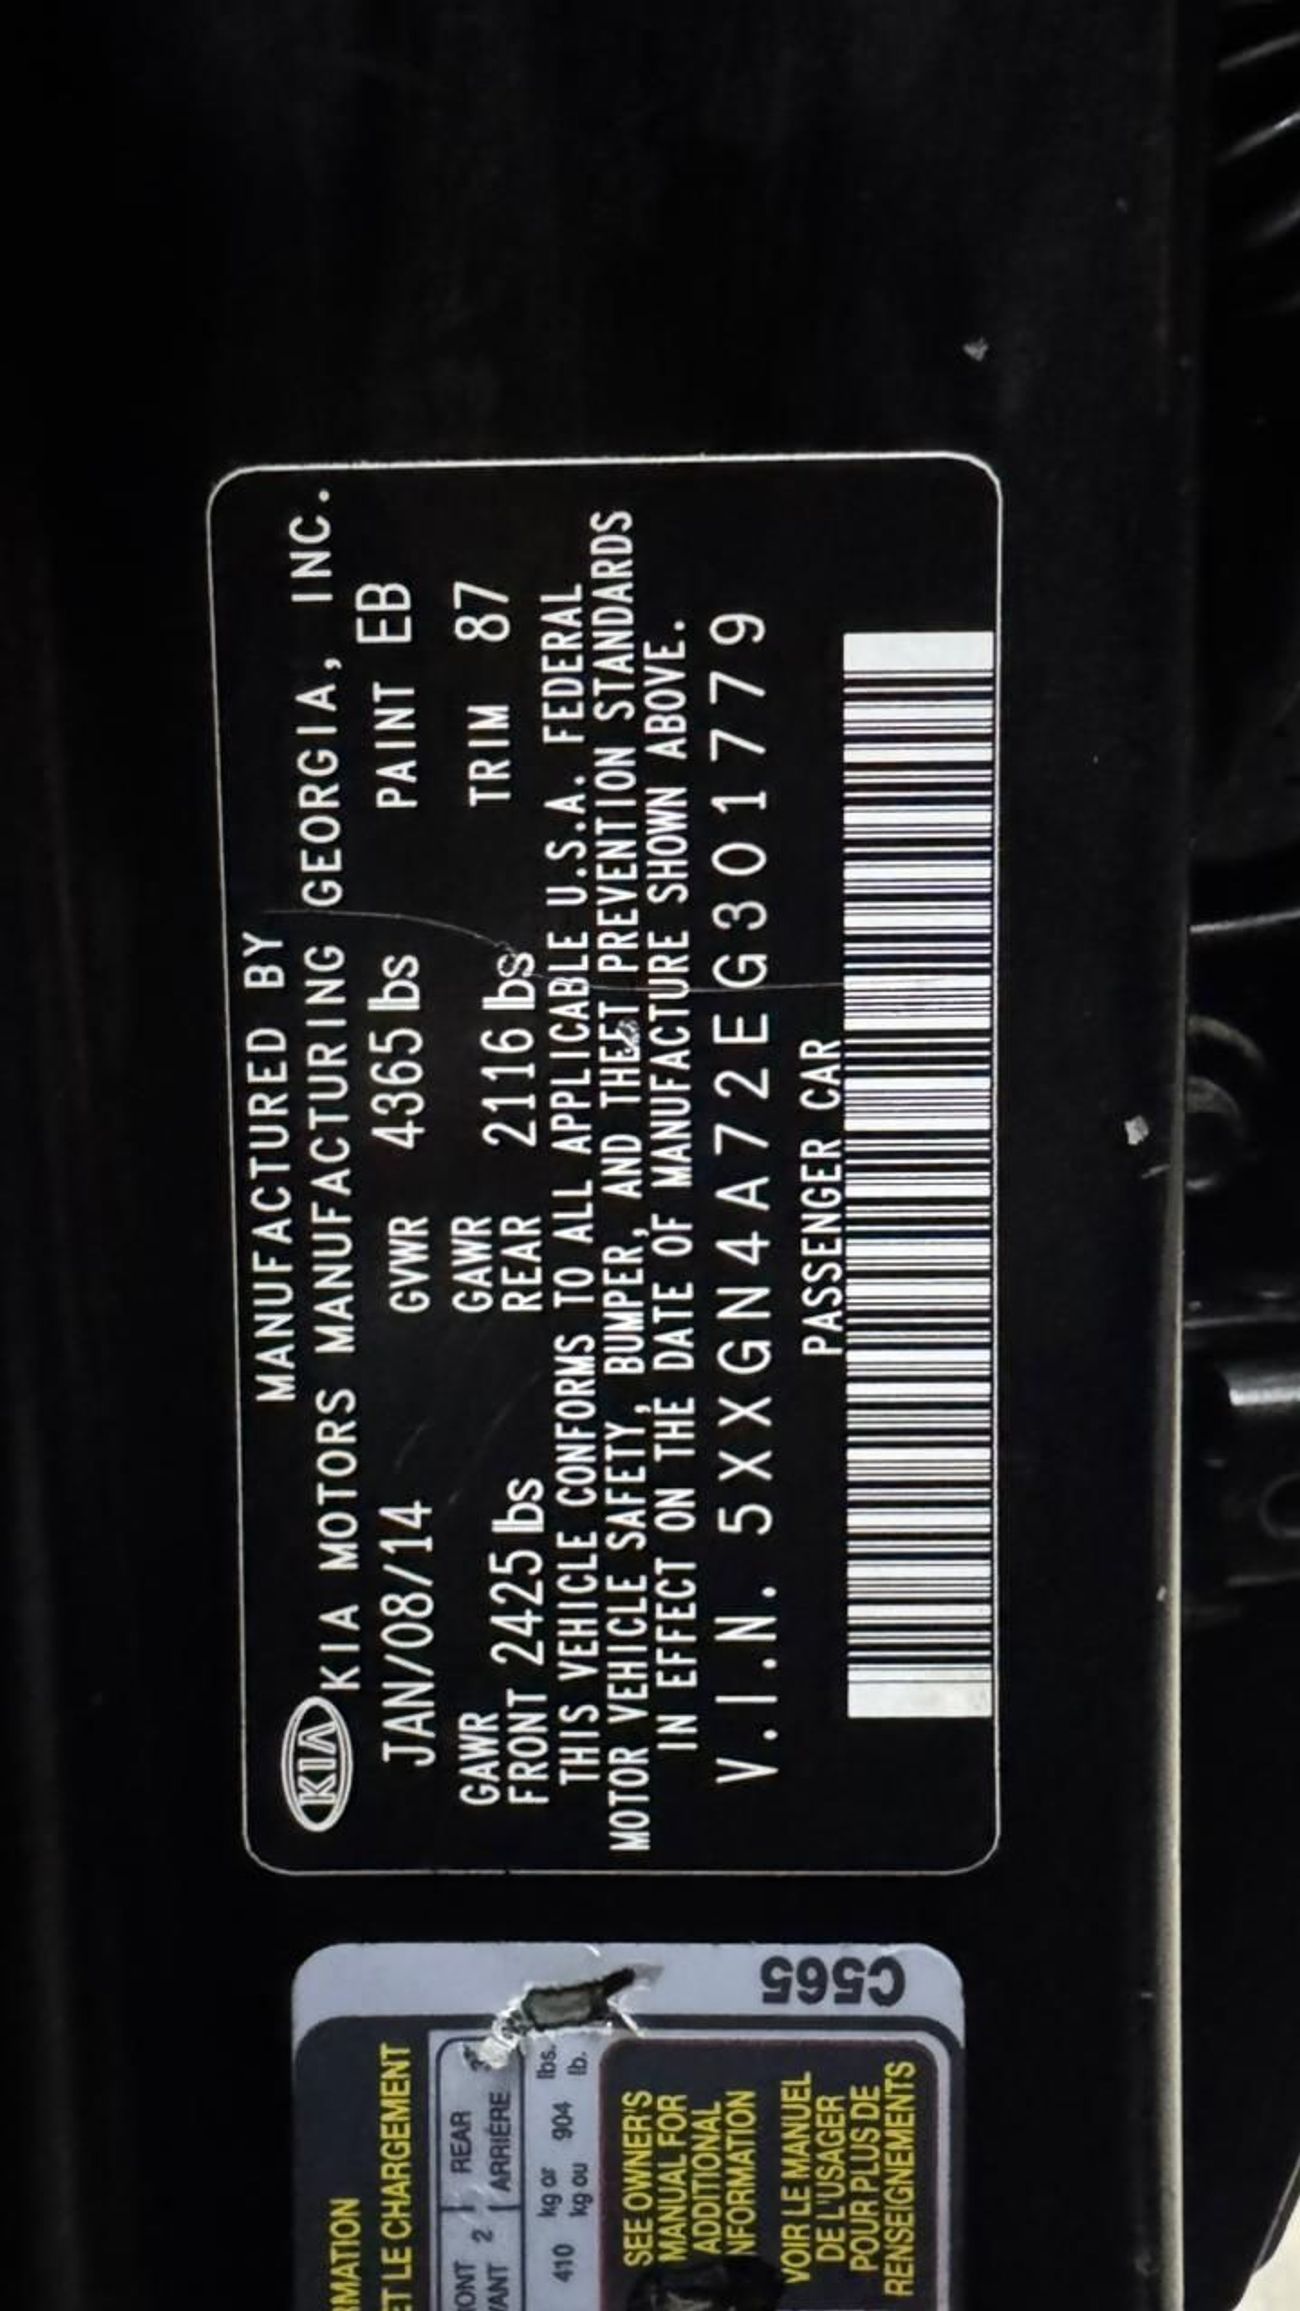 MANUFACTURED BY
KIA KIA MOTORS MANUFACTURING GEORGIA, INC.
JAN/08/14 GVWR 4365 lbs PAINT EB
GAWR FRONT 2425 lbs GAWR REAR 2116 lbs TRIM 87
THIS VEHICLE CONFORMS TO ALL APPLICABLE U.S.A. FEDERAL
MOTOR VEHICLE SAFETY, BUMPER, AND THEFT PREVENTION STANDARDS
IN EFFECT ON THE DATE OF MANUFACTURE SHOWN ABOVE.
V.I.N. 5XXGN4A72EG301779
PASSENGER CAR
ET LE CHARGEMENT
2 REAR
ARRIÈRE
410 kg or 904 lbs.
kg ou lb.
SEE OWNER'S
MANUAL FOR
ADDITIONAL
VOIR LE MANUEL
DE L'USAGER
POUR PLUS DE
RENSEIGNEMENTS
C565